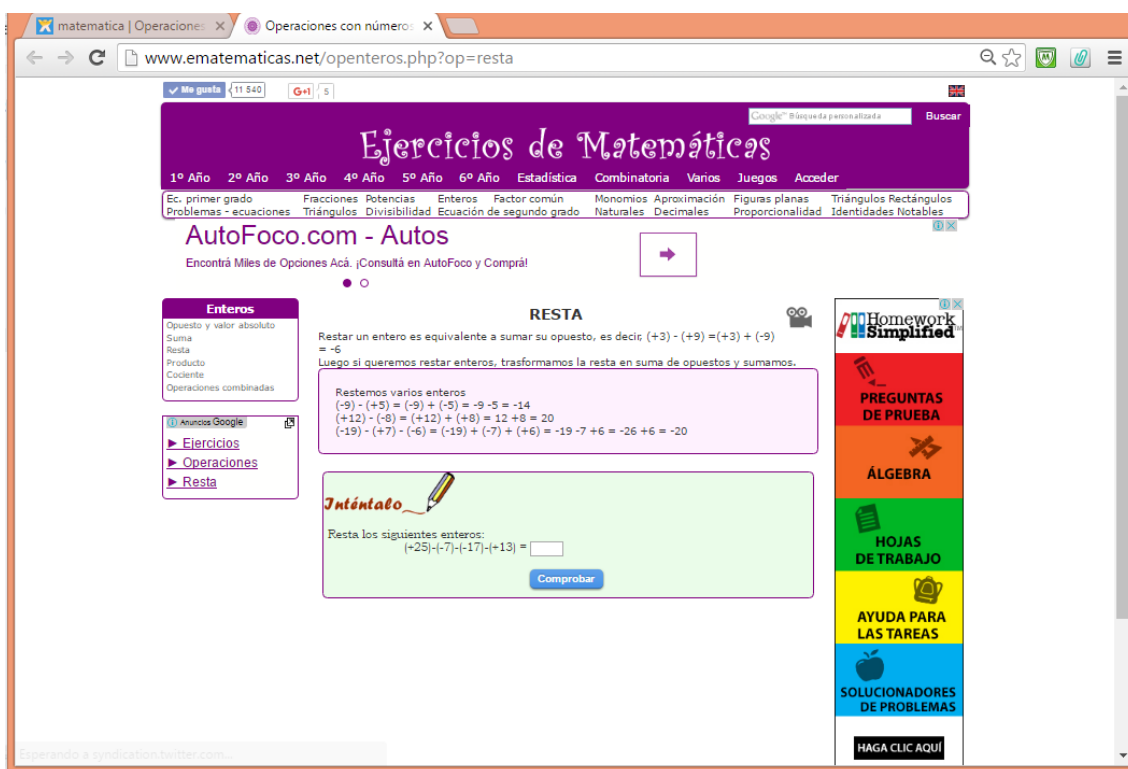 matematica | Operaciones
Operaciones con números
www.ematematicas.net/openteros.php?op=resta
Me gusta 11 540 G+1 5
Google™ Búsqueda personalizada Buscar
Ejercicios de Matemáticas
1º Año 2º Año 3º Año 4º Año 5º Año 6º Año Estadística Combinatoria Varios Juegos Acceder
Ec. primer grado Fracciones Potencias Enteros Factor común Monomios Aproximación Figuras planas Triángulos Rectángulos
Problemas - ecuaciones Triángulos Divisibilidad Ecuación de segundo grado Naturales Decimales Proporcionalidad Identidades Notables
AutoFoco.com - Autos
Encontrá Miles de Opciones Acá. ¡Consultá en AutoFoco y Comprá!
Enteros
Opuesto y valor absoluto
Suma
Resta
Producto
Cociente
Operaciones combinadas
Anuncios Google
► Ejercicios
► Operaciones
► Resta
RESTA
Restar un entero es equivalente a sumar su opuesto, es decir, (+3) - (+9) =(+3) + (-9)
= -6
Luego si queremos restar enteros, trasformamos la resta en suma de opuestos y sumamos.
Restemos varios enteros
(-9) - (+5) = (-9) + (-5) = -9 -5 = -14
(+12) - (-8) = (+12) + (+8) = 12 +8 = 20
(-19) - (+7) - (-6) = (-19) + (-7) + (+6) = -19 -7 +6 = -26 +6 = -20
Inténtalo
Resta los siguientes enteros:
(+25)-(-7)-(-17)-(+13) =
Comprobar
Homework
Simplified™
PREGUNTAS
DE PRUEBA
ÁLGEBRA
HOJAS
DE TRABAJO
AYUDA PARA
LAS TAREAS
SOLUCIONADORES
DE PROBLEMAS
HAGA CLIC AQUÍ
Esperando a syndication.twitter.com...